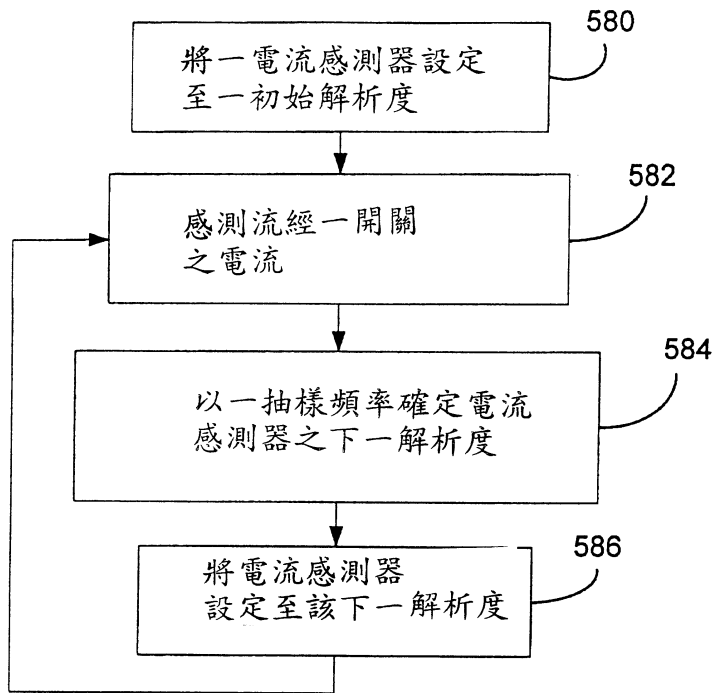 580
將一電流感測器設定
至一初始解析度
582
感測流經一開關
之電流
584
以一抽樣頻率確定電流
感測器之下一解析度
586
將電流感測器
設定至該下一解析度